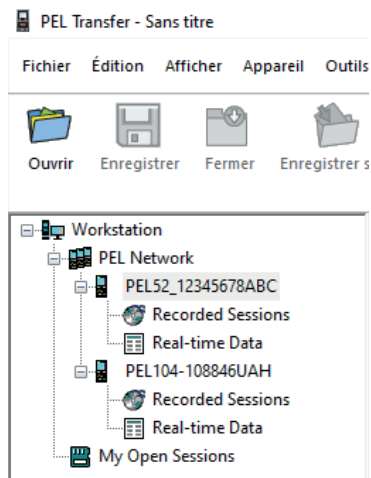 PEL Transfer - Sans titre
Fichier Édition Afficher Appareil Outils
Ouvrir Enregistrer Fermer Enregistrer s
Workstation
PEL Network
PEL52_12345678ABC
Recorded Sessions
Real-time Data
PEL104-108846UAH
Recorded Sessions
Real-time Data
My Open Sessions